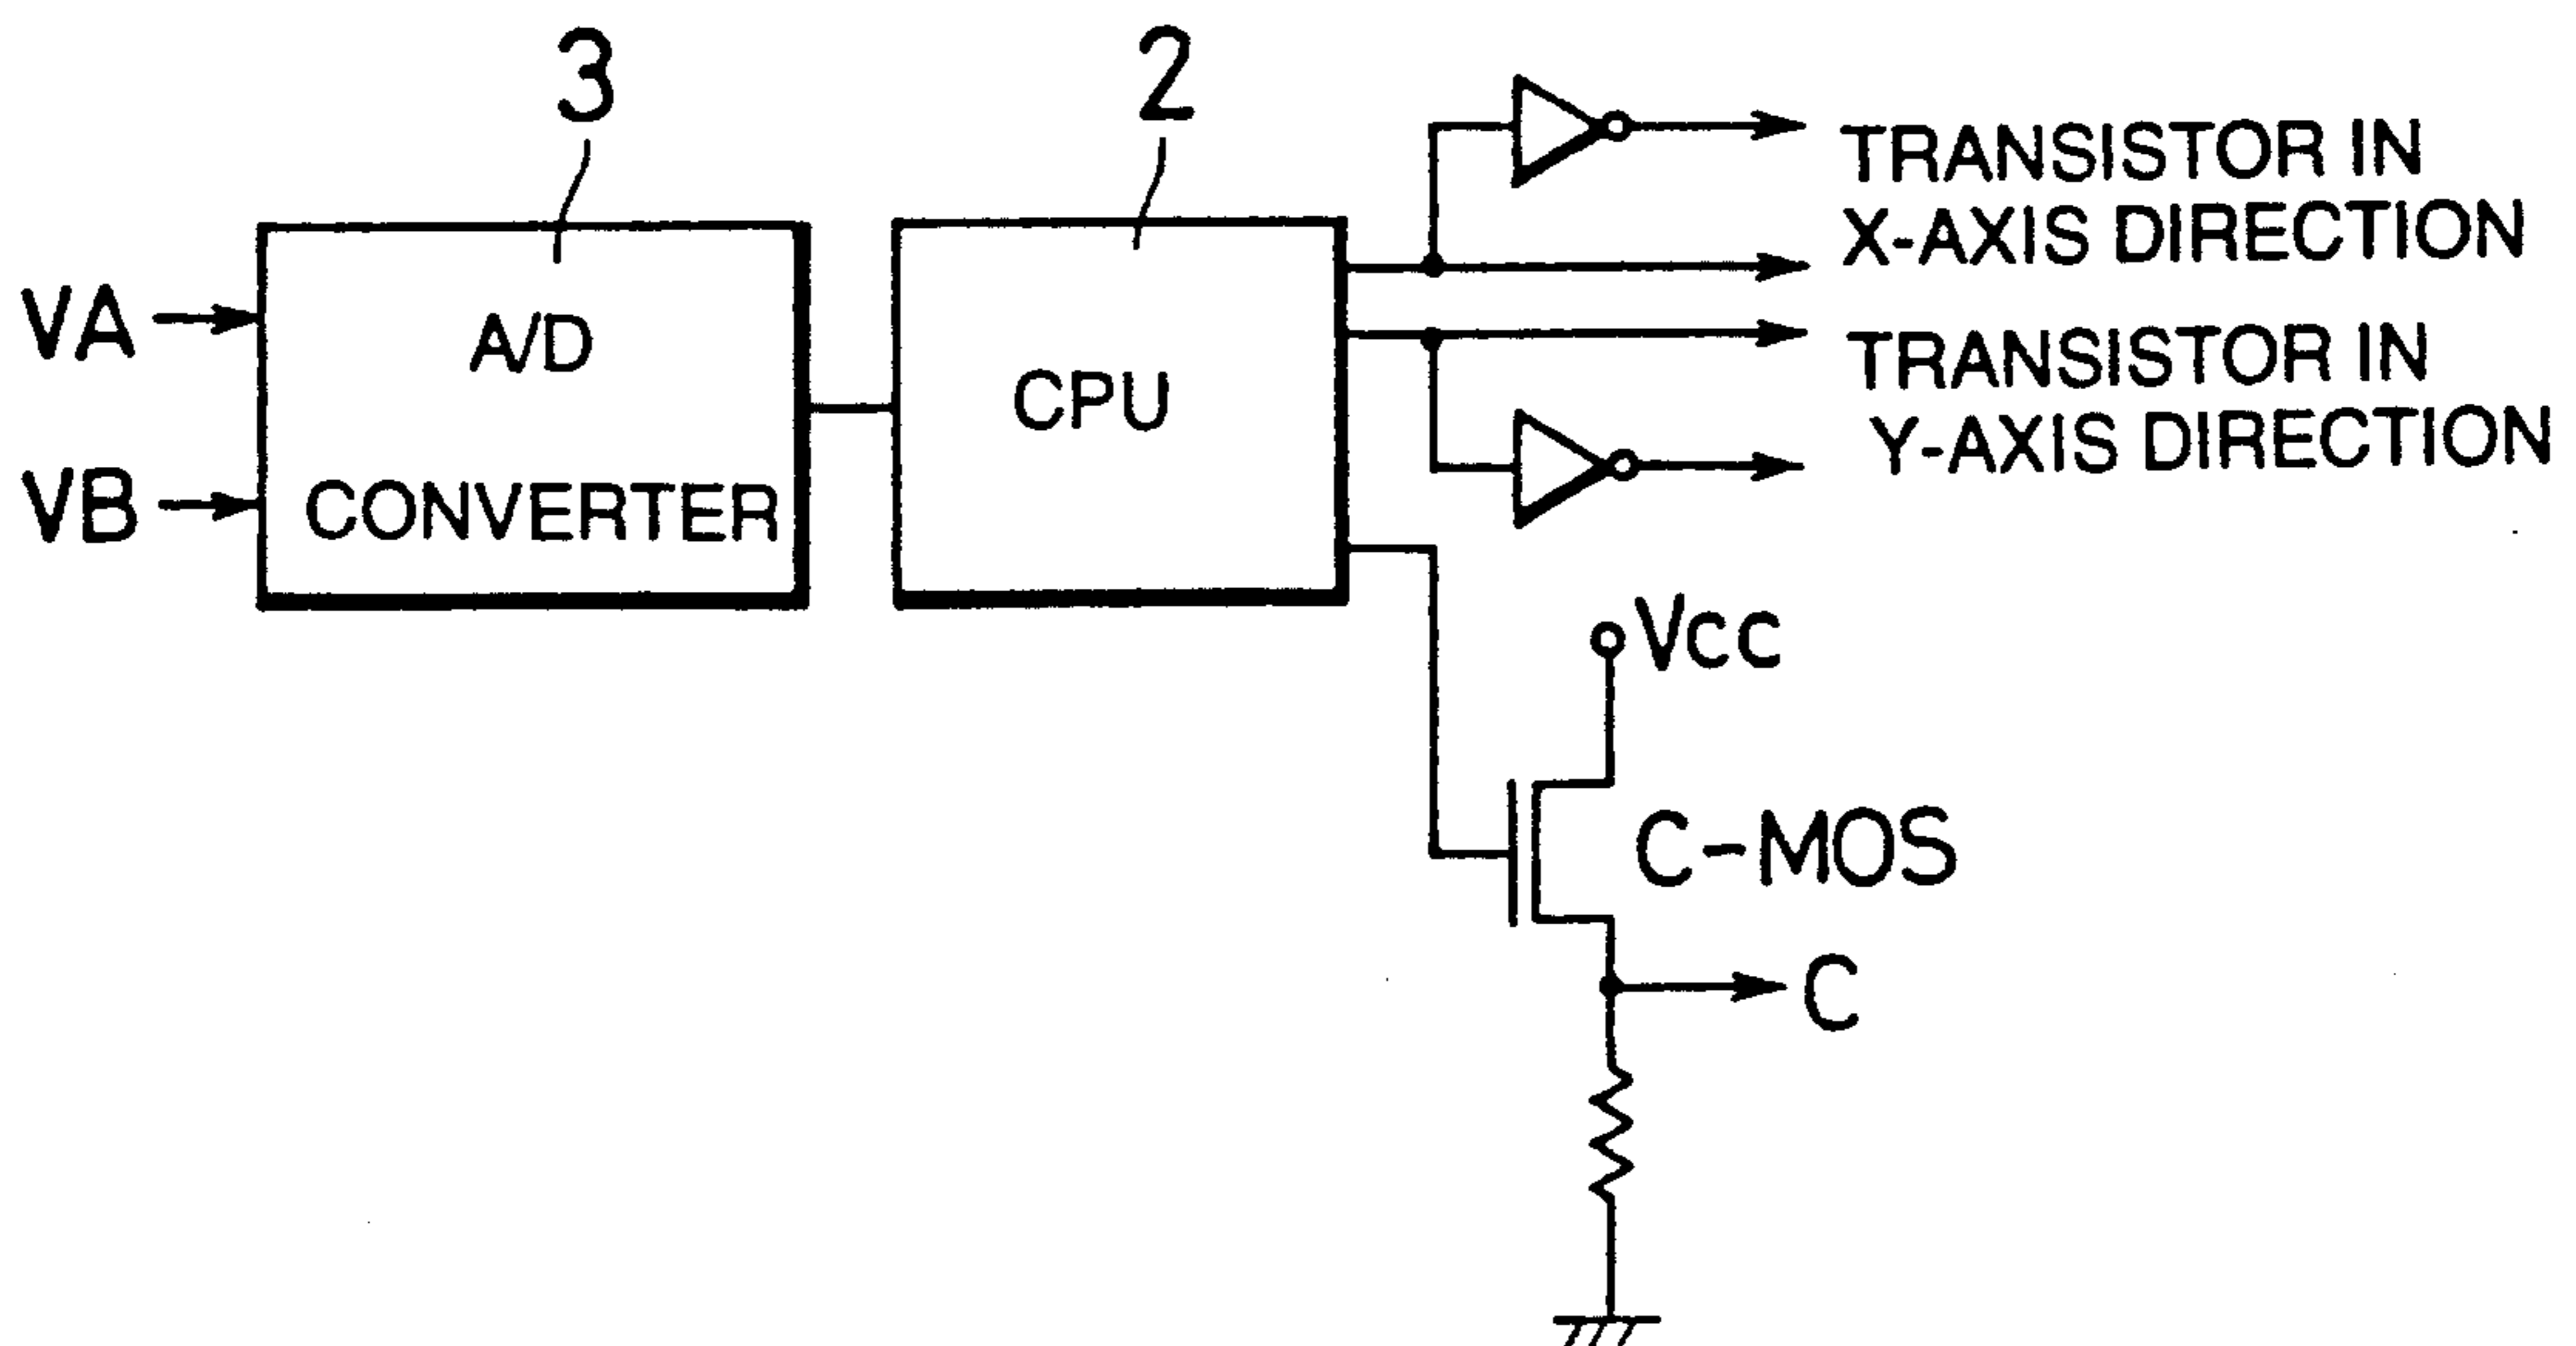 3
2
TRANSISTOR IN
X-AXIS DIRECTION
VA
A/D
TRANSISTOR IN
CPU
Y-AXIS DIRECTION
VB
CONVERTER
Vcc
C-MOS
C